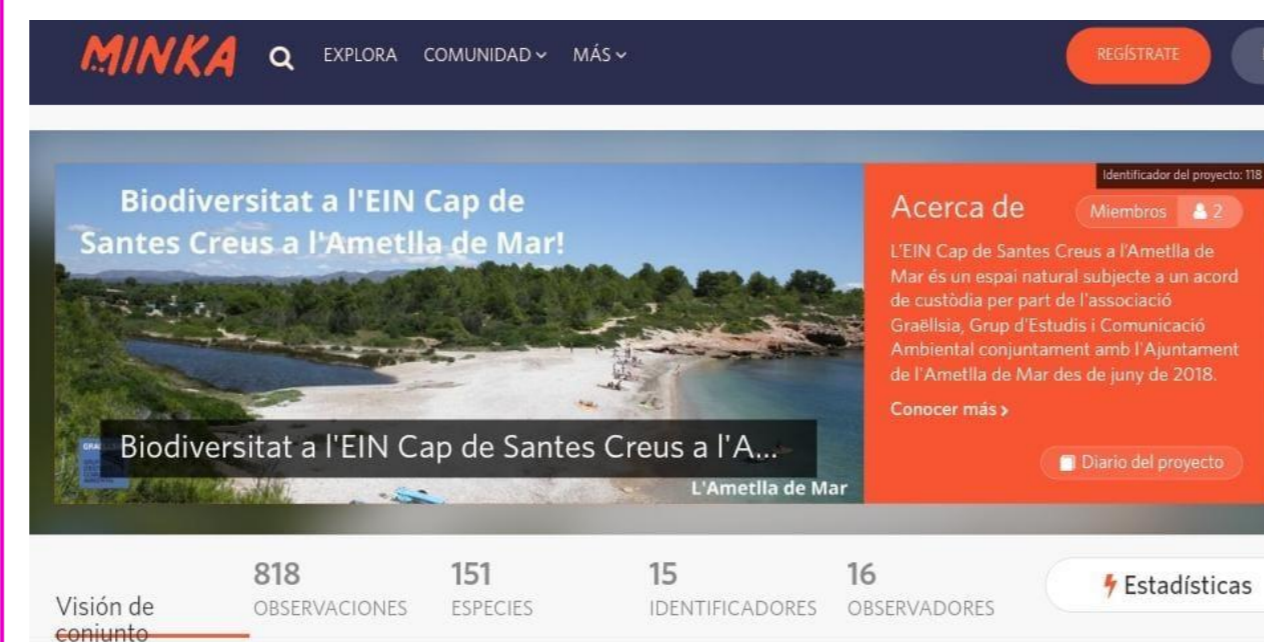 MINKA
EXPLORA
COMUNIDAD
MÁS
REGÍSTRATE
Biodiversitat a l'EIN Cap de
Santes Creus a l'Ametlla de Mar!
Biodiversitat a l'EIN Cap de Santes Creus a l'A...
L'Ametlla de Mar
Identificador del proyecto: 118
Acerca de
Miembros 2
L'EIN Cap de Santes Creus a l'Ametlla de
Mar és un espai natural subjecte a un acord
de custòdia per part de l'associació
Graëllsia, Grup d'Estudis i Comunicació
Ambiental conjuntament amb l'Ajuntament
de l'Ametlla de Mar des de juny de 2018.
Conocer más >
Diario del proyecto
Visión de
conjunto
818
OBSERVACIONES
151
ESPECIES
15
IDENTIFICADORES
16
OBSERVADORES
Estadísticas